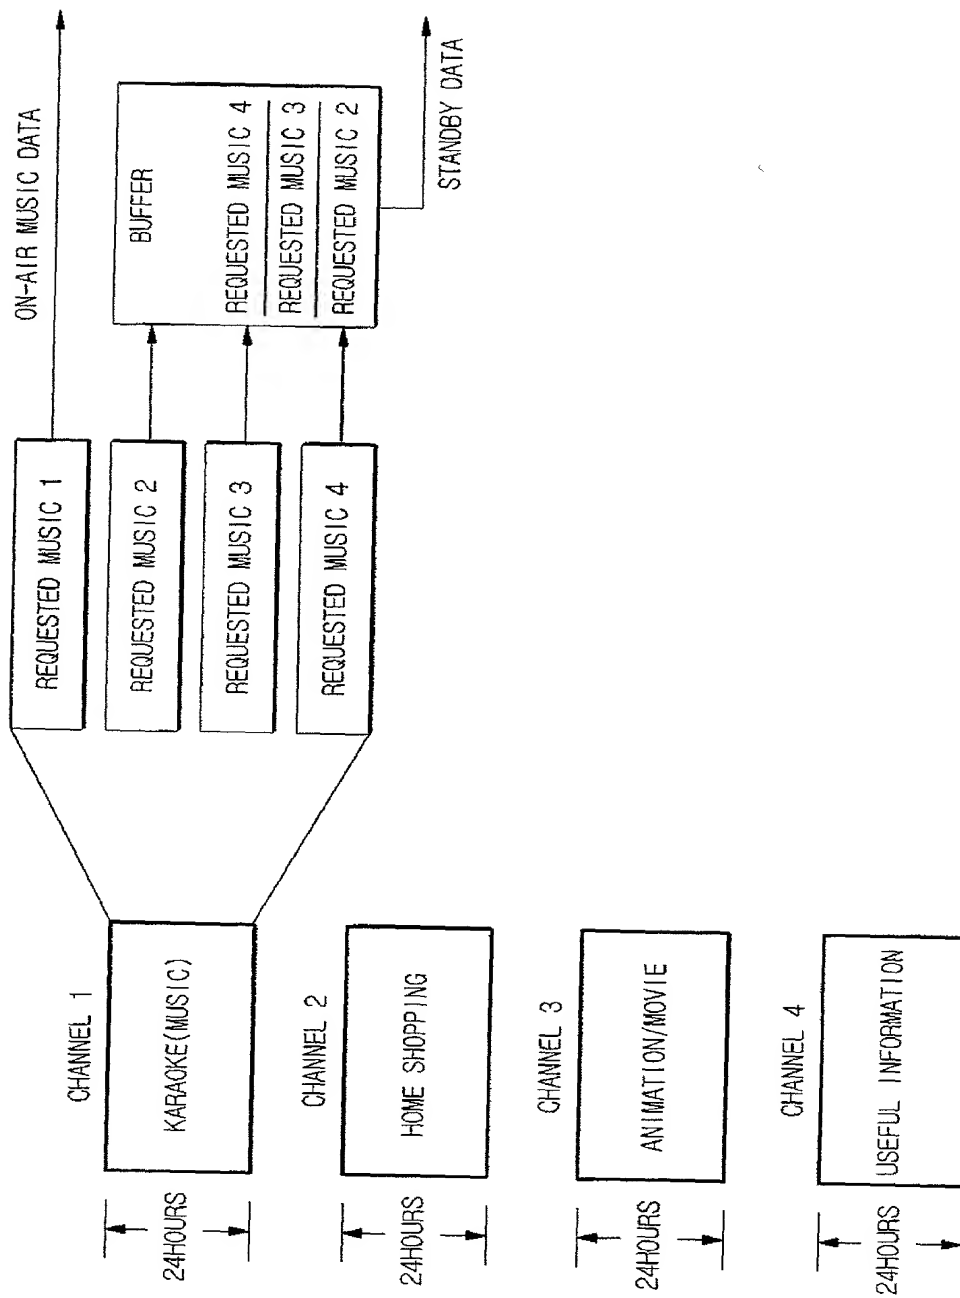 CHANNEL 1
24HOURS
KARAOKE(MUSIC)
CHANNEL 2
24HOURS
HOME SHOPPING
CHANNEL 3
24HOURS
ANIMATION/MOVIE
CHANNEL 4
24HOURS
USEFUL INFORMATION
REQUESTED MUSIC 1
REQUESTED MUSIC 2
REQUESTED MUSIC 3
REQUESTED MUSIC 4
ON-AIR MUSIC DATA
BUFFER
REQUESTED MUSIC 4
REQUESTED MUSIC 3
REQUESTED MUSIC 2
STANDBY DATA